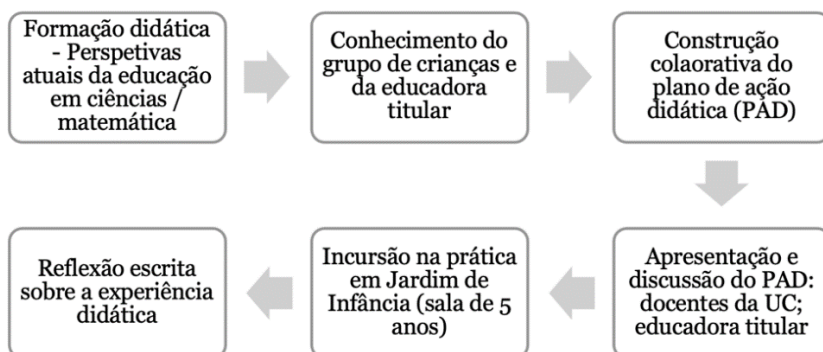 Formação didática
- Perspetivas
atuais da educação
em ciências /
matemática
Conhecimento do
grupo de crianças e
da educadora
titular
Construção
colaorativa do
plano de ação
didática (PAD)
Apresentação e
discussão do PAD:
docentes da UC;
educadora titular
Incursão na prática
em Jardim de
Infância (sala de 5
anos)
Reflexão escrita
sobre a experiência
didática